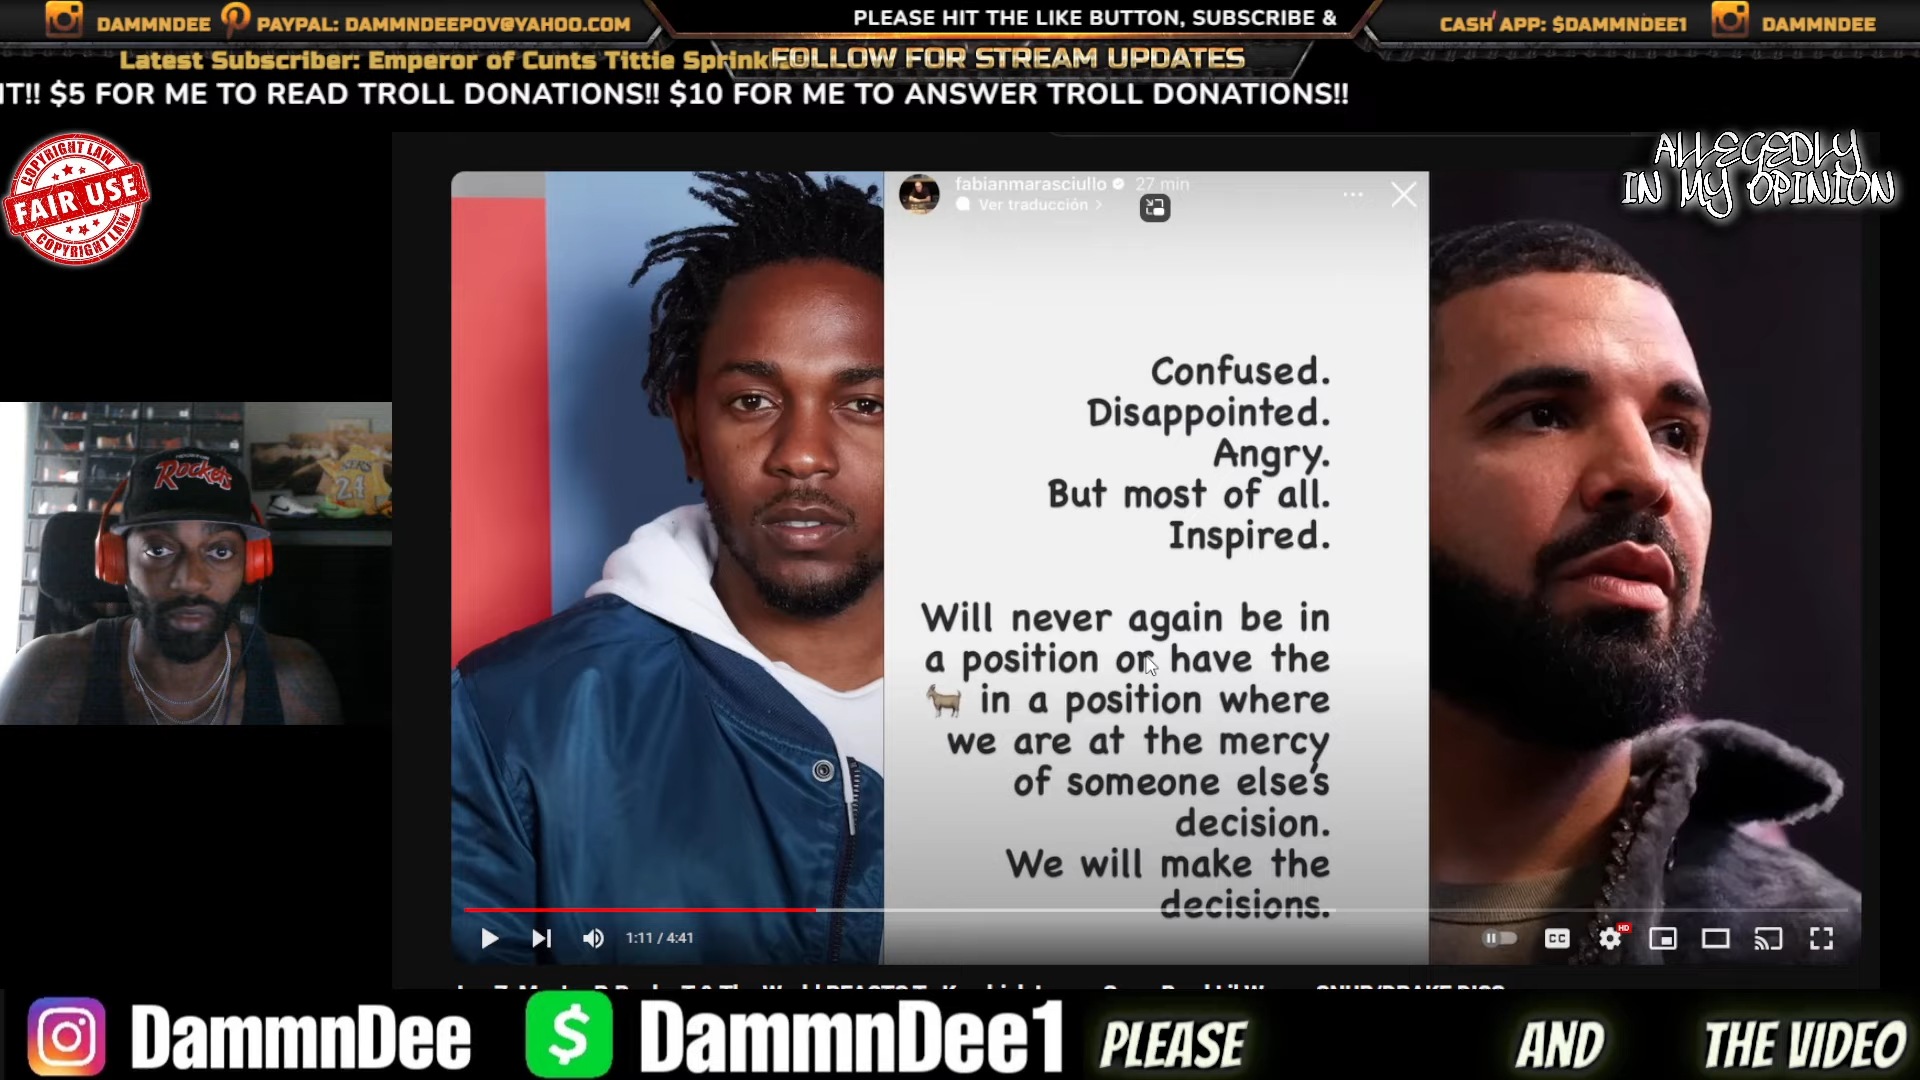 DAMMNDEE PAYPAL: DAMMNDEEPOV@YAHOO.COM
PLEASE HIT THE LIKE BUTTON, SUBSCRIBE &
CASH APP: $DAMMNDEE1 DAMMNDEE
Latest Subscriber: Emperor of Cunts Tittie Sprink
FOLLOW FOR STREAM UPDATES
IT!! $5 FOR ME TO READ TROLL DONATIONS!! $10 FOR ME TO ANSWER TROLL DONATIONS!!
COPYRIGHT LAW
FAIR USE
COPYRIGHT LAW
ALLEGEDLY
IN MY OPINION
fabianmarasciullo 27 min
Ver traducción >
Rockets
24
Confused.
Disappointed.
Angry.
But most of all.
Inspired.
Will never again be in
a position or have the
🐐 in a position where
we are at the mercy
of someone else's
decision.
We will make the
decisions.
1:11 / 4:41
CC
HD
DammnDee
$ DammnDee1
PLEASE AND THE VIDEO